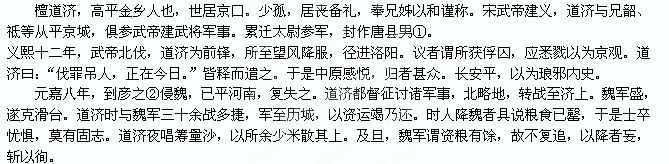 檀道济，高平金乡人也，世居京口。少孤，居丧备礼，奉兄姊以和谨称。宋武帝建义，道济与兄韶、
祗等从平京城，俱参武帝建武将军事。累迁太尉参军，封作唐县男①。
义熙十二年，武帝北伐，道济为前锋，所至望风降服，径进洛阳。议者谓所获俘囚，应悉戮以为京观。道
济曰：“伐罪吊人，正在今日。”皆释而遣之。于是中原感悦，归者甚众。长安平，以为琅邪内史。
元嘉八年，到彦之②侵魏，已平河南，复失之。道济都督征讨诸军事，北略地，转战至济上。魏军盛，
遂克滑台。道济时与魏军三十余战多捷，军至历城，以资运竭乃还。时人降魏者具说粮食已罄，于是士卒
忧惧，莫有固志。道济夜唱筹量沙，以所余少米散其上。及旦，魏军谓资粮有馀，故不复追，以降者妄，
斩以徇。